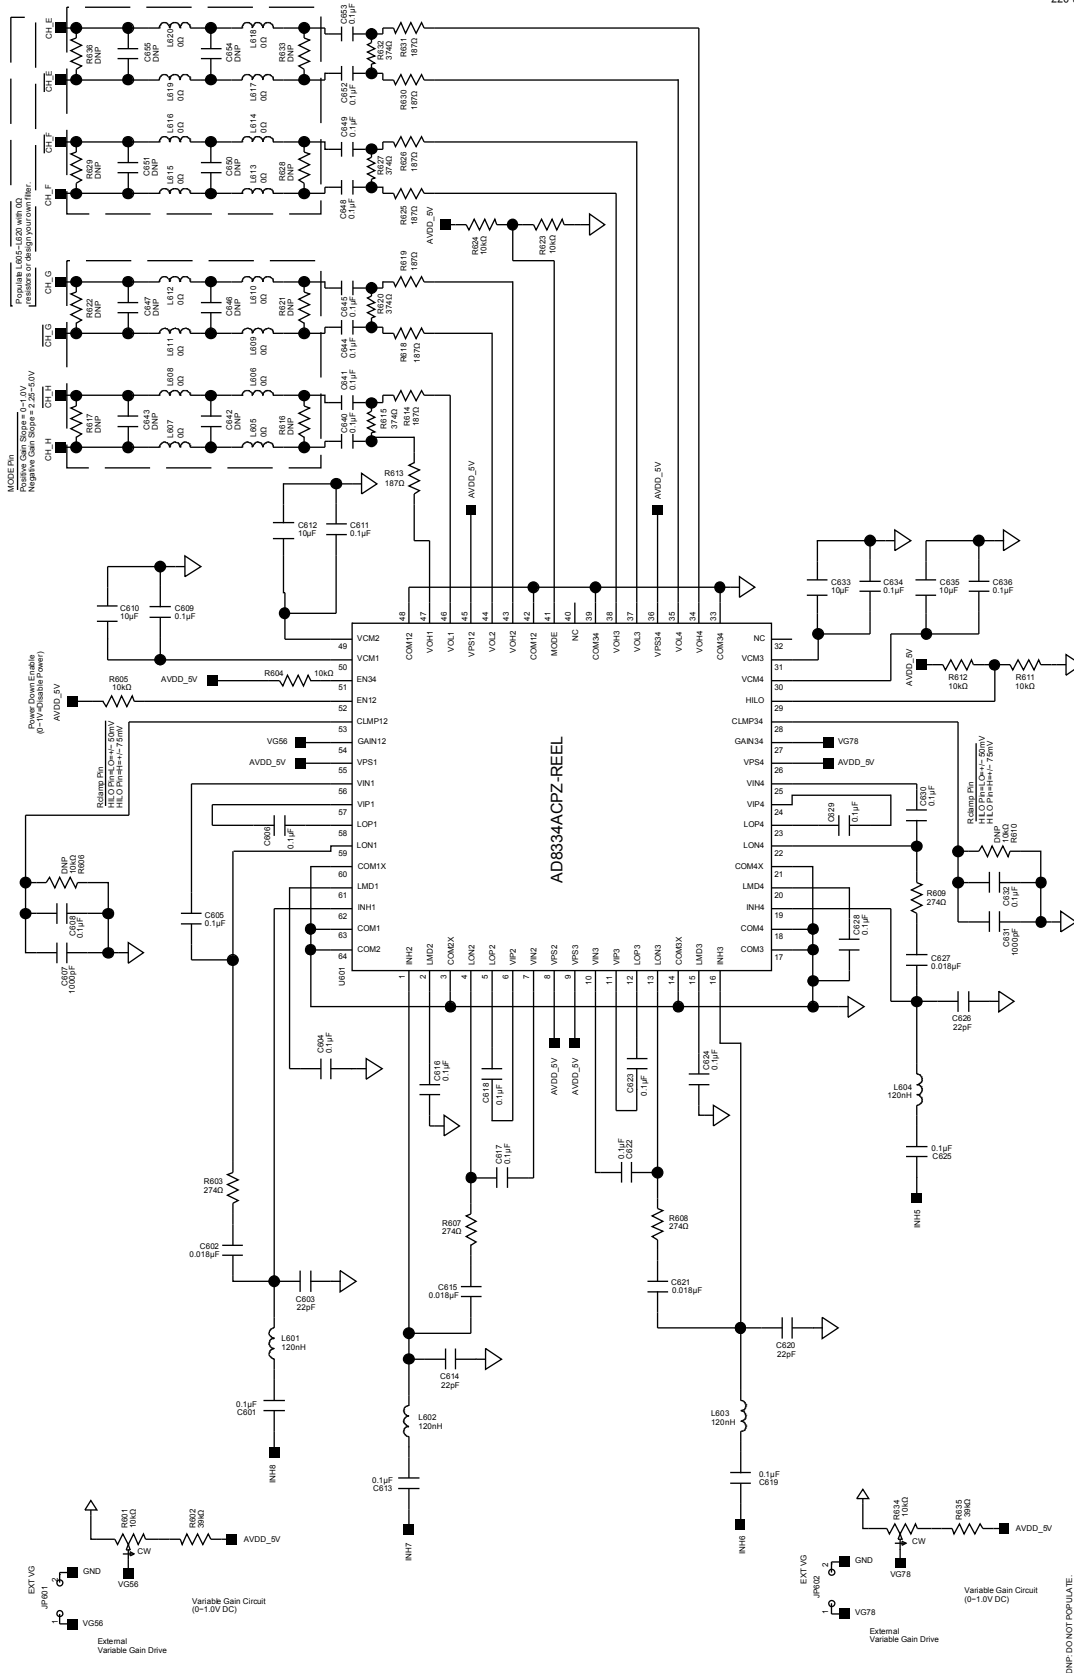 Populate L605–L620 with 0Ω
resistors or design your own filter.
CH_E
R636
DNP
C655
DNP
L620
0Ω
C654
DNP
L618
0Ω
R633
DNP
C653
0.1µF
R632
374Ω
R631
187Ω
CH_E
L619
0Ω
L617
0Ω
C652
0.1µF
R630
187Ω
CH_F
R629
DNP
C651
DNP
L616
0Ω
C650
DNP
L614
0Ω
R628
DNP
C649
0.1µF
R627
374Ω
R626
187Ω
CH_F
L615
0Ω
L613
0Ω
C648
0.1µF
R625
187Ω
AVDD_5V
R624
10kΩ
R623
10kΩ
CH_G
R622
DNP
C647
DNP
L612
0Ω
C646
DNP
L610
0Ω
R621
DNP
C645
0.1µF
R620
374Ω
R619
187Ω
CH_G
L611
0Ω
L609
0Ω
C644
0.1µF
R618
187Ω
CH_H
R617
DNP
C643
DNP
L608
0Ω
C642
DNP
L606
0Ω
R616
DNP
C641
0.1µF
R615
374Ω
R614
187Ω
CH_H
L607
0Ω
L605
0Ω
C640
0.1µF
R613
187Ω
MODE Pin
Positive Gain Slope = 0–1.0V
Negative Gain Slope = 2.25–5.0V
AVDD_5V
AVDD_5V
C612
10µF
C611
0.1µF
C610
10µF
C609
0.1µF
C633
10µF
C634
0.1µF
C635
10µF
C636
0.1µF
48 COM12
47 VOH1
46 VOL1
45 VPS12
44 VOL2
43 VOH2
42 COM12
41 MODE
40 NC
39 COM34
38 VOH3
37 VOL3
36 VPS34
35 VOL4
34 VOH4
33 COM34
49 VCM2
50 VCM1
51 EN34
52 EN12
53 CLMP12
54 GAIN12
55 VPS1
56 VIN1
57 VIP1
58 LOP1
59 LON1
60 COM1X
61 LMD1
62 INH1
63 COM1
64 COM2
AD8334ACPZ-REEL
U601
NC 32
VCM3 31
VCM4 30
HILO 29
CLMP34 28
GAIN34 27
VPS4 26
VIN4 25
VIP4 24
LOP4 23
LON4 22
COM4X 21
LMD4 20
INH4 19
COM4 18
COM3 17
1 INH2
2 LMD2
3 COM2X
4 LON2
5 LOP2
6 VIP2
7 VIN2
8 VPS2
9 VPS3
10 VIN3
11 VIP3
12 LOP3
13 LON3
14 COM3X
15 LMD3
16 INH3
Power Down Enable
(0–1V=Disable Power)
AVDD_5V
R605
10kΩ
AVDD_5V
R604
10kΩ
VG56
AVDD_5V
Rclamp Pin
HILO Pin=LO=+/– 50mV
HILO Pin=H=+/– 75mV
DNP
10kΩ
R606
C608
0.1µF
C607
1000pF
C606
0.1µF
C605
0.1µF
C604
0.1µF
R603
274Ω
C602
0.018µF
C603
22pF
L601
120nH
0.1µF
C601
INH8
C616
0.1µF
C618
0.1µF
C617
0.1µF
AVDD_5V
AVDD_5V
R607
274Ω
C615
0.018µF
C614
22pF
L602
120nH
0.1µF
C613
INH7
C623
0.1µF
0.1µF
C622
C624
0.1µF
R608
274Ω
C621
0.018µF
C620
22pF
L603
120nH
0.1µF
C619
INH6
AVDD_5V
R612
10kΩ
R611
10kΩ
VG78
AVDD_5V
Rclamp Pin
HILO Pin=LO=+/– 50mV
HILO Pin=H=+/– 75mV
C630
0.1µF
C629
0.1µF
DNP
10kΩ
R610
C632
0.1µF
C631
1000pF
R609
274Ω
C628
0.1µF
C627
0.018µF
C626
22pF
L604
120nH
0.1µF
C625
INH5
R601
10kΩ
R602
39kΩ
AVDD_5V
CW
VG56
EXT VG
JP601
2
GND
1
VG56
Variable Gain Circuit
(0–1.0V DC)
External
Variable Gain Drive
R634
10kΩ
R635
39kΩ
AVDD_5V
CW
VG78
EXT VG
JP602
2
GND
1
VG78
Variable Gain Circuit
(0–1.0V DC)
External
Variable Gain Drive
DNP: DO NOT POPULATE.